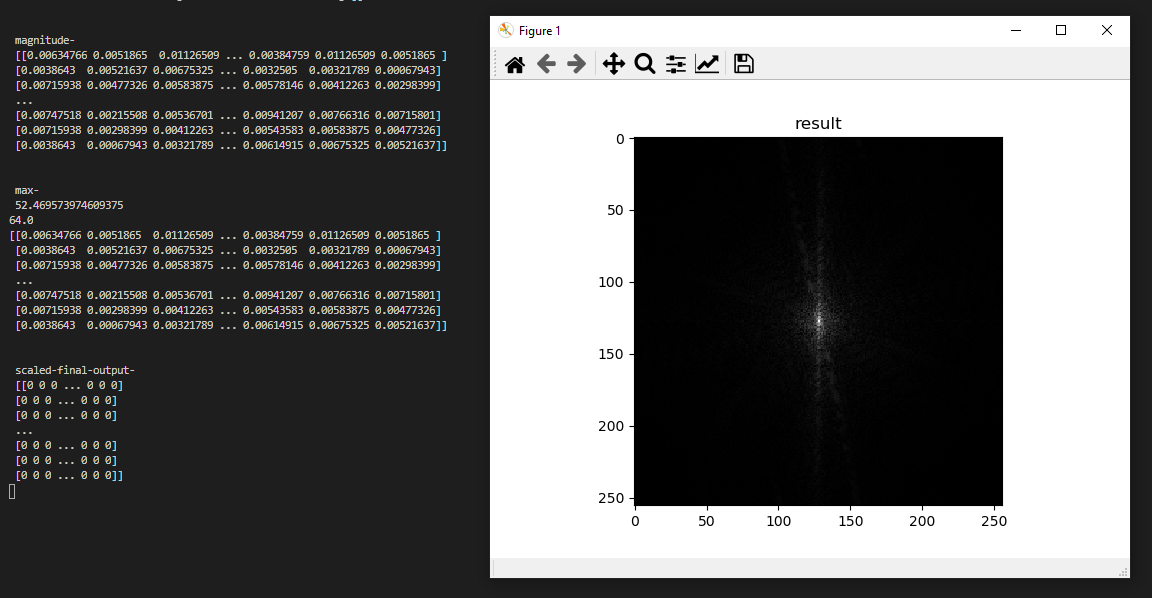 magnitude-
[[0.00634766 0.0051865  0.01126509 ... 0.00384759 0.01126509 0.0051865 ]
[0.0038643  0.00521637 0.00675325 ... 0.0032505  0.00321789 0.00067943]
[0.00715938 0.00477326 0.00583875 ... 0.00578146 0.00412263 0.00298399]
...
[0.00747518 0.00215508 0.00536701 ... 0.00941207 0.00766316 0.00715801]
[0.00715938 0.00298399 0.00412263 ... 0.00543583 0.00583875 0.00477326]
[0.0038643  0.00067943 0.00321789 ... 0.00614915 0.00675325 0.00521637]]
max-
52.469573974609375
64.0
[[0.00634766 0.0051865  0.01126509 ... 0.00384759 0.01126509 0.0051865 ]
[0.0038643  0.00521637 0.00675325 ... 0.0032505  0.00321789 0.00067943]
[0.00715938 0.00477326 0.00583875 ... 0.00578146 0.00412263 0.00298399]
...
[0.00747518 0.00215508 0.00536701 ... 0.00941207 0.00766316 0.00715801]
[0.00715938 0.00298399 0.00412263 ... 0.00543583 0.00583875 0.00477326]
[0.0038643  0.00067943 0.00321789 ... 0.00614915 0.00675325 0.00521637]]
scaled-final-output-
[[0 0 0 ... 0 0 0]
[0 0 0 ... 0 0 0]
[0 0 0 ... 0 0 0]
...
[0 0 0 ... 0 0 0]
[0 0 0 ... 0 0 0]
[0 0 0 ... 0 0 0]]
Figure 1
result
0
50
100
150
200
250
0 50 100 150 200 250